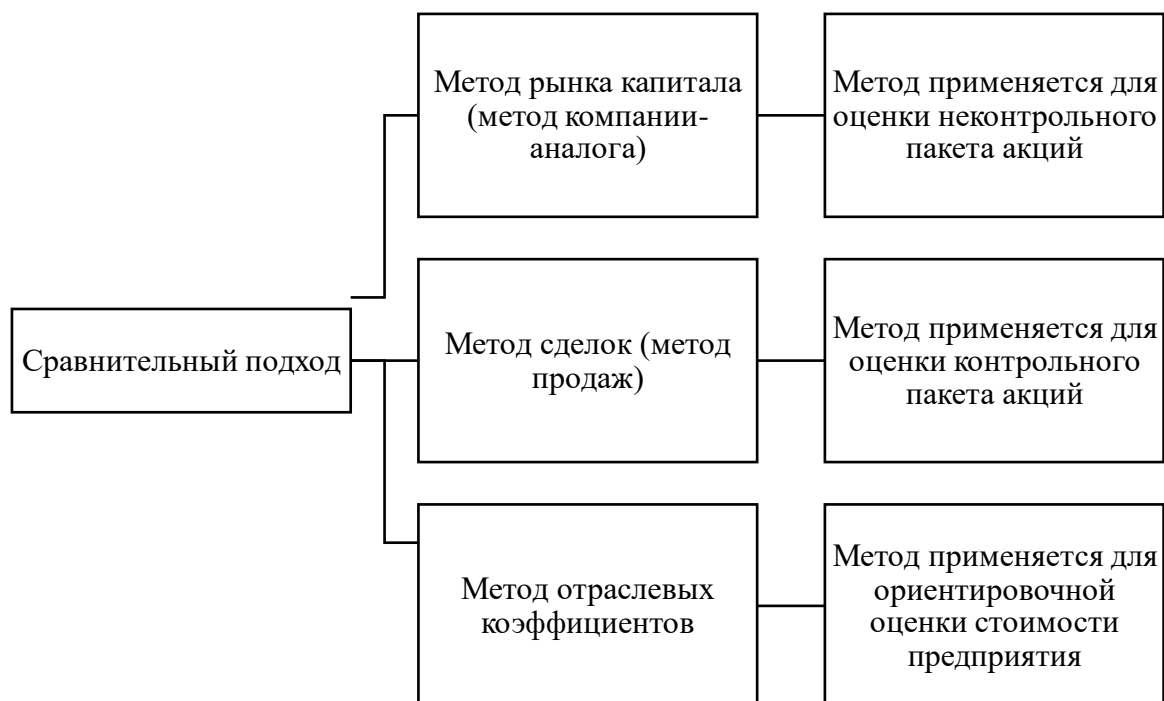 Метод рынка капитала
(метод компании-
аналога)
Метод применяется для
оценки неконтрольного
пакета акций
Сравнительный подход
Метод сделок (метод
продаж)
Метод применяется для
оценки контрольного
пакета акций
Метод отраслевых
коэффициентов
Метод применяется для
ориентировочной
оценки стоимости
предприятия